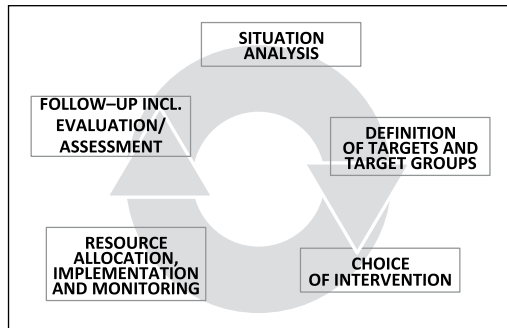 SITUATION
ANALYSIS
FOLLOW–UP INCL.
EVALUATION/
ASSESSMENT
DEFINITION
OF TARGETS AND
TARGET GROUPS
RESOURCE
ALLOCATION,
IMPLEMENTATION
AND MONITORING
CHOICE
OF INTERVENTION